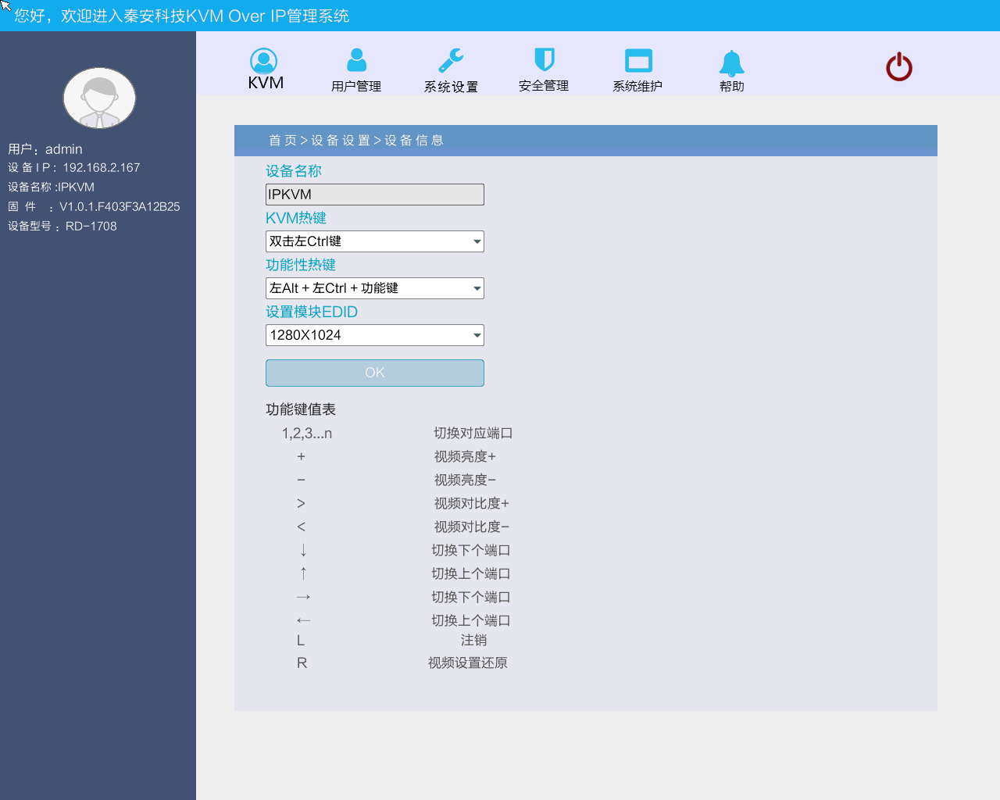 您好，欢迎进入秦安科技KVM Over IP管理系统
KVM 用户管理 系统设置 安全管理 系统维护 帮助
用户：admin
设 备 I P : 192.168.2.167
设备名称 :IPKVM
固 件 ：V1.0.1.F403F3A12B25
设备型号 ：RD-1708
首 页 > 设 备 设 置 > 设 备 信 息
设备名称
IPKVM
KVM热键
双击左Ctrl键
功能性热键
左Alt + 左Ctrl + 功能键
设置模块EDID
1280X1024
OK
功能键值表
1,2,3...n 切换对应端口
+ 视频亮度+
- 视频亮度-
> 视频对比度+
< 视频对比度-
↓ 切换下个端口
↑ 切换上个端口
→ 切换下个端口
← 切换上个端口
L 注销
R 视频设置还原